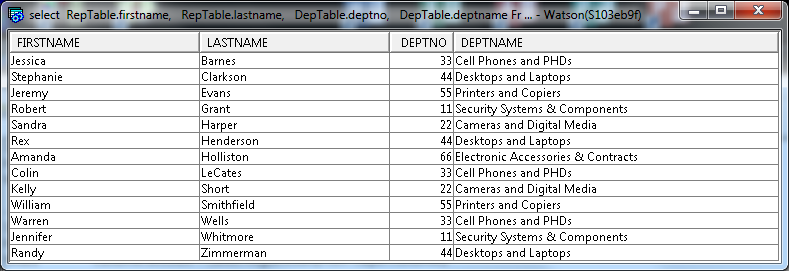 select RepTable.firstname, RepTable.lastname, DepTable.deptno, DepTable.deptname Fr ... - Watson(S103eb9f)
FIRSTNAME LASTNAME DEPTNO DEPTNAME
Jessica Barnes 33 Cell Phones and PHDs
Stephanie Clarkson 44 Desktops and Laptops
Jeremy Evans 55 Printers and Copiers
Robert Grant 11 Security Systems & Components
Sandra Harper 22 Cameras and Digital Media
Rex Henderson 44 Desktops and Laptops
Amanda Holliston 66 Electronic Accessories & Contracts
Colin LeCates 33 Cell Phones and PHDs
Kelly Short 22 Cameras and Digital Media
William Smithfield 55 Printers and Copiers
Warren Wells 33 Cell Phones and PHDs
Jennifer Whitmore 11 Security Systems & Components
Randy Zimmerman 44 Desktops and Laptops